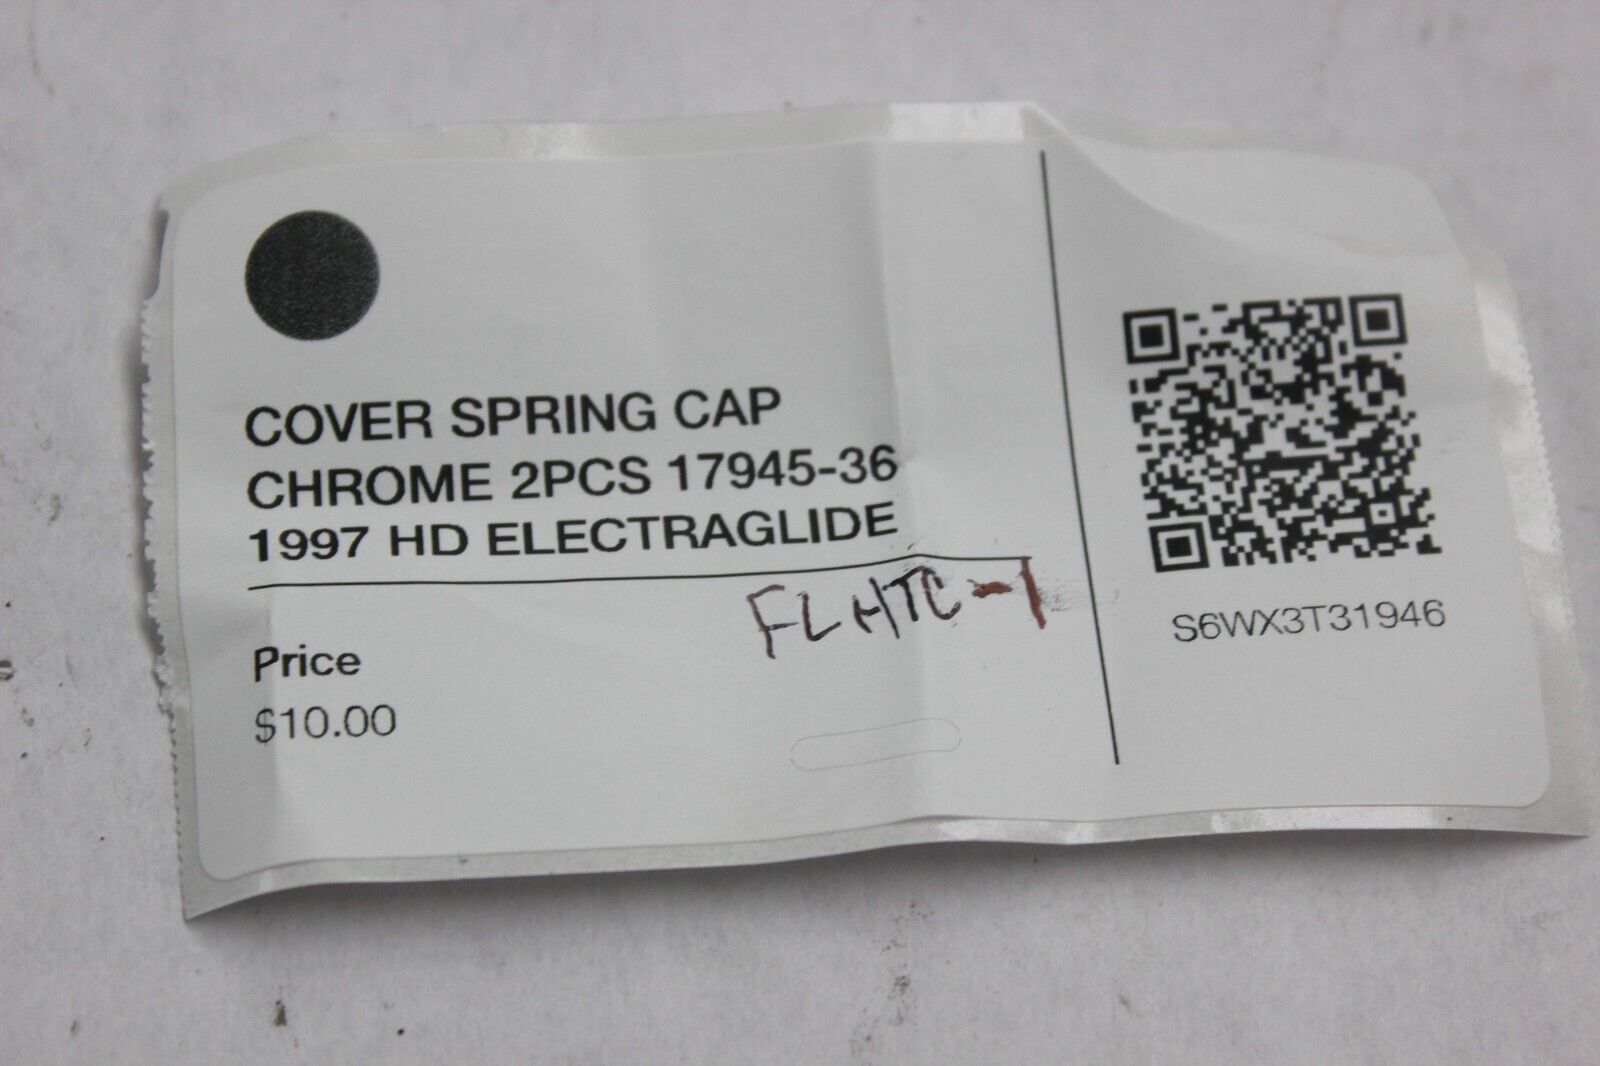 COVER SPRING CAP
CHROME 2PCS 17945-36
1997 HD ELECTRAGLIDE
FLHTC-1
Price
$10.00
S6WX3T31946